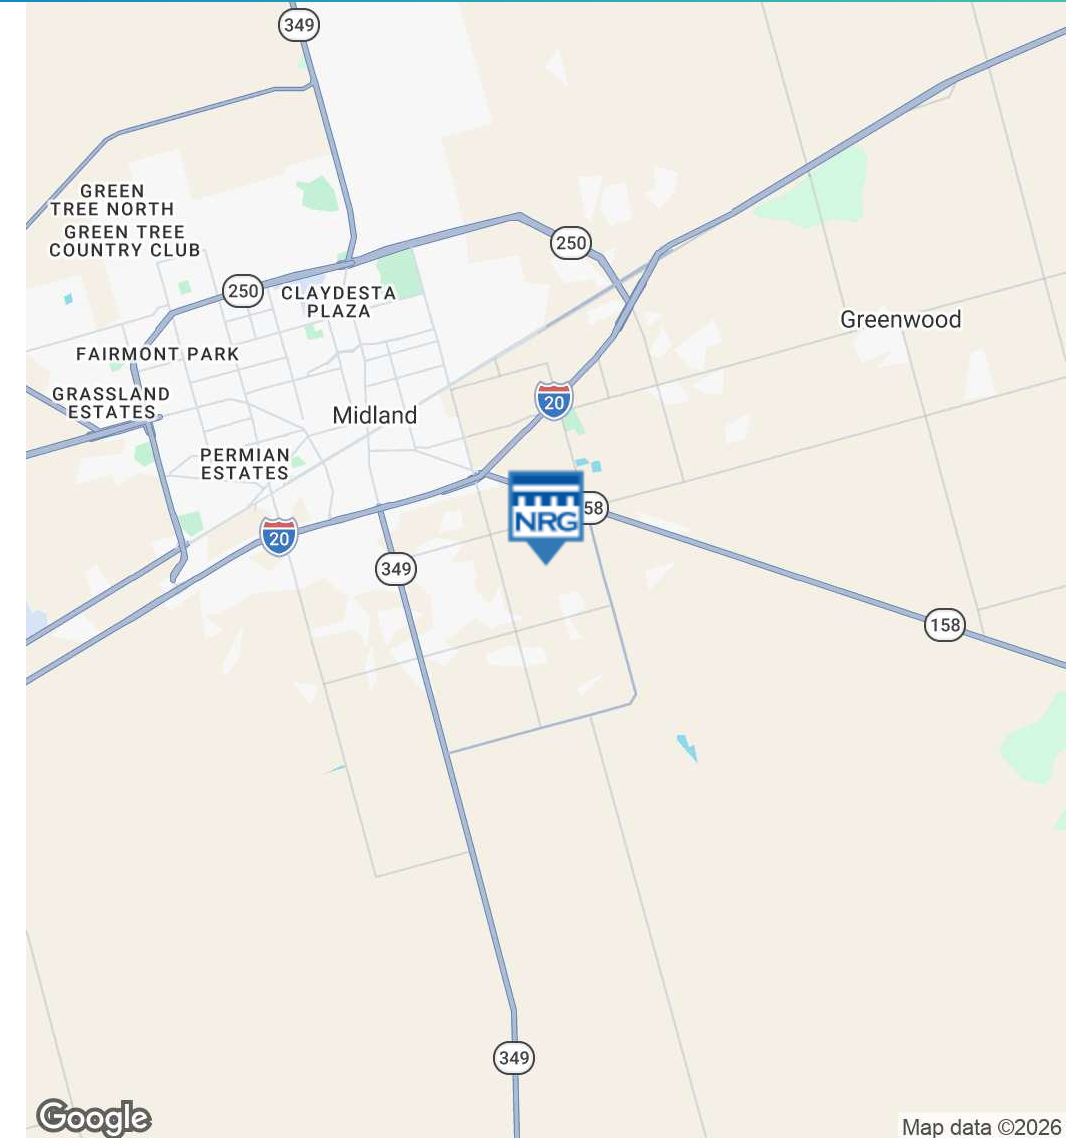 349
GREEN
TREE NORTH
GREEN TREE
COUNTRY CLUB
250
250
CLAYDESTA
PLAZA
Greenwood
FAIRMONT PARK
GRASSLAND
ESTATES
20
Midland
PERMIAN
ESTATES
NRG
58
20
349
158
349
Google
Map data ©2026